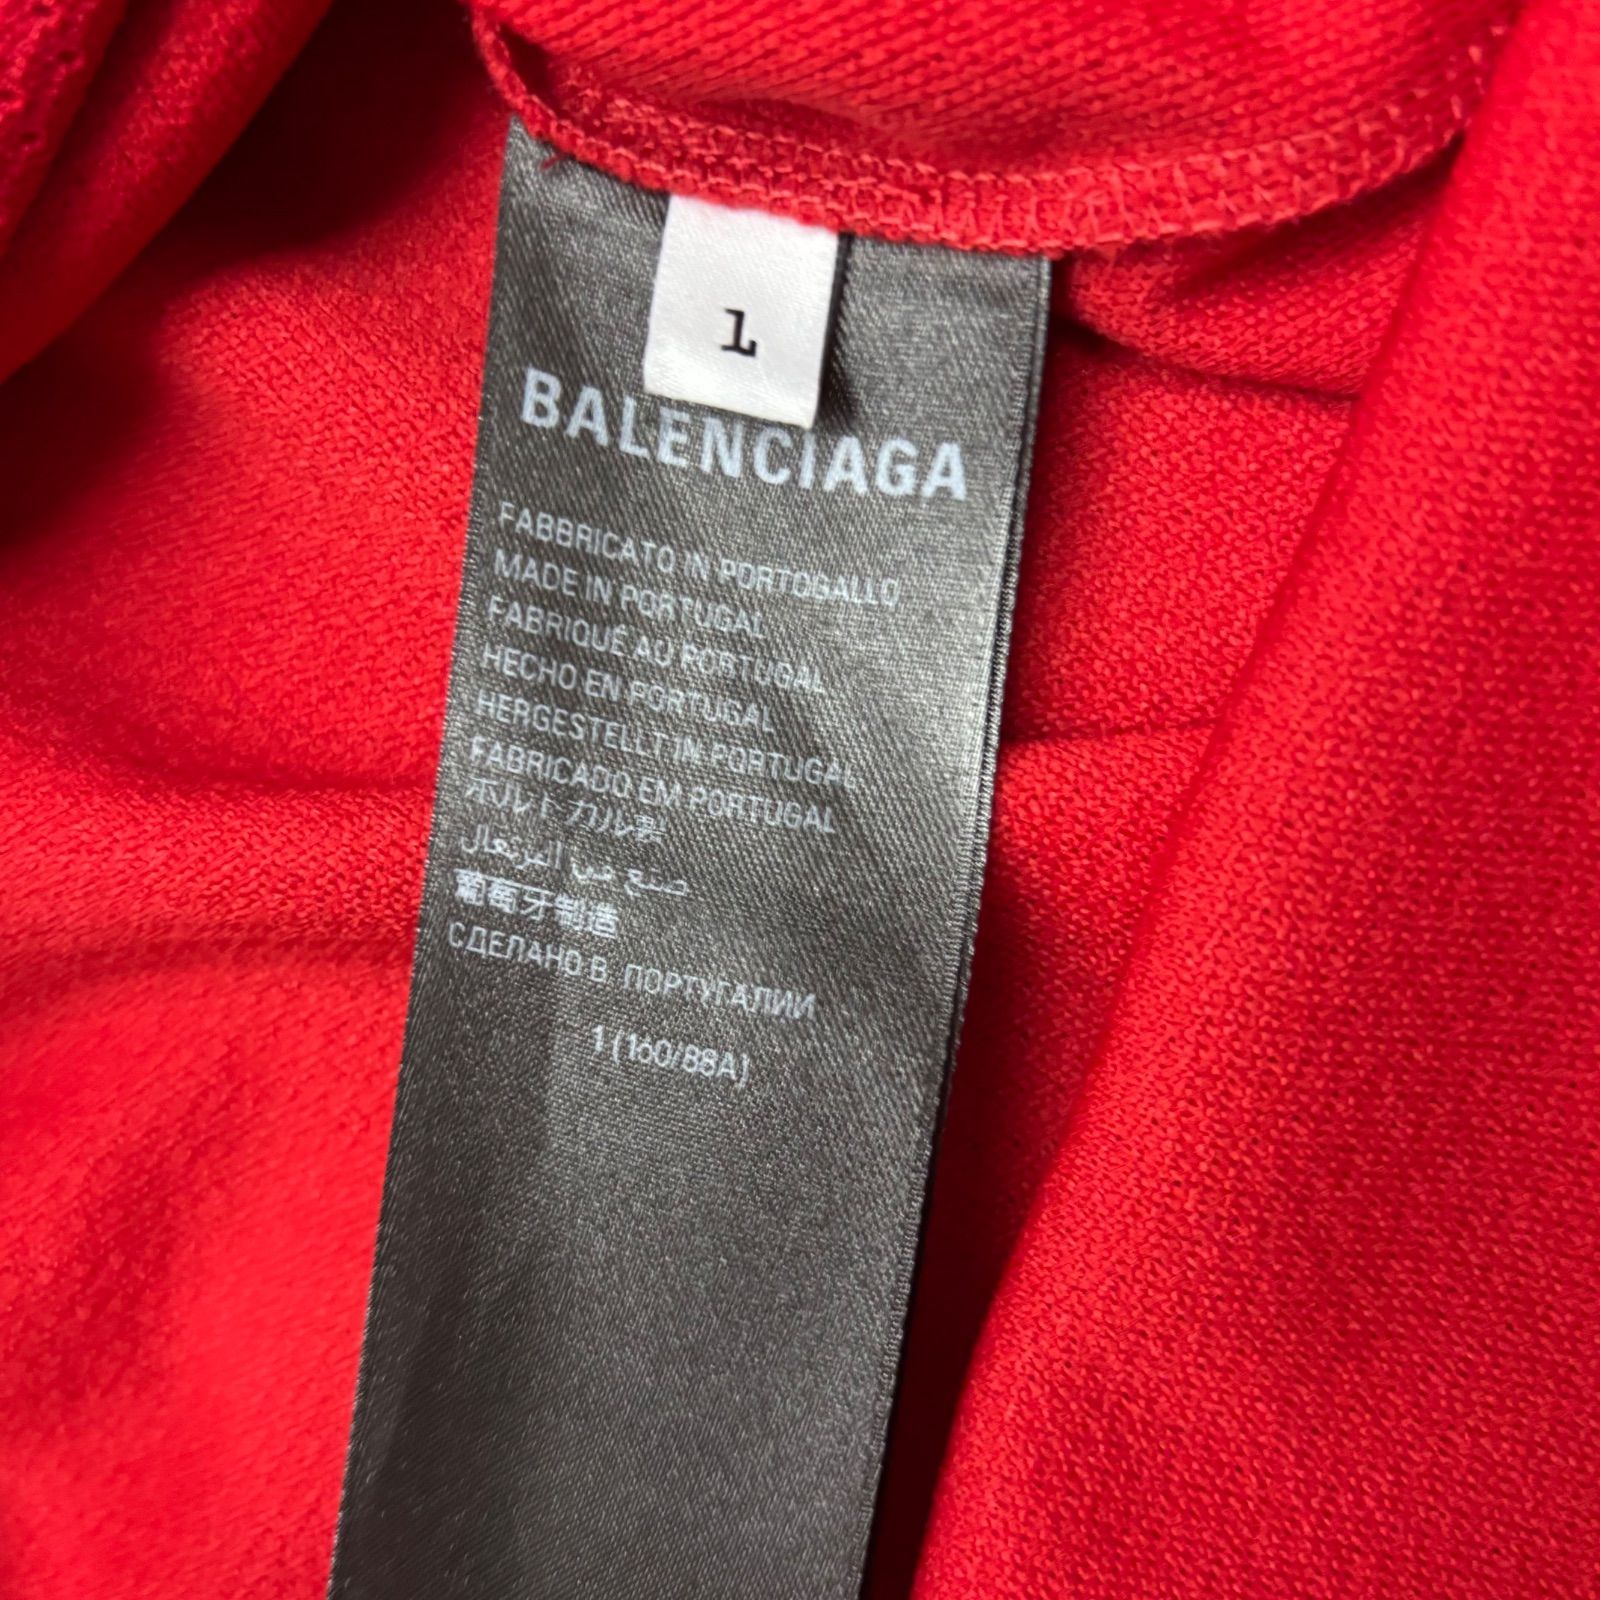 1
BALENCIAGA
FABBRICATO IN PORTOGALLO
MADE IN PORTUGAL
FABRIQUÉ AU PORTUGAL
HECHO EN PORTUGAL
HERGESTELLT IN PORTUGAL
FABRICADO EM PORTUGAL
ポルトガル製
صنع في البرتغال
葡萄牙制造
СДЕЛАНО В ПОРТУГАЛИИ
1 (160/88A)